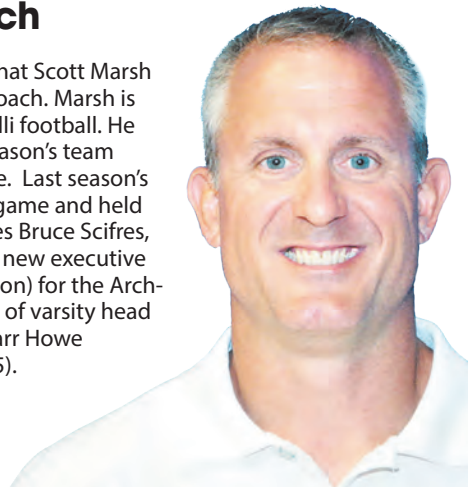 ch
hat Scott Marsh
oach. Marsh is
lli football. He
eason's team
e. Last season's
game and held
es Bruce Scifres,
new executive
on) for the Arch-
of varsity head
arr Howe
5).